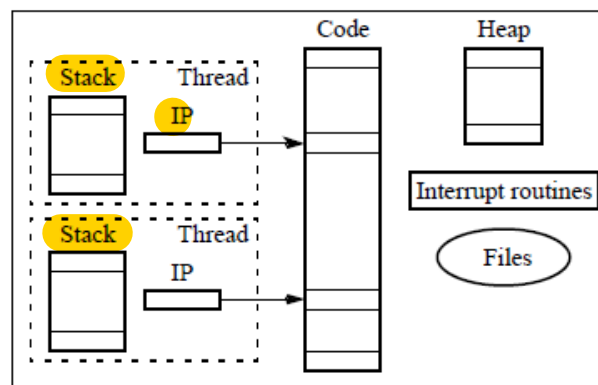 Code
Heap
Stack
Thread
IP
Interrupt routines
Stack
Thread
Files
IP